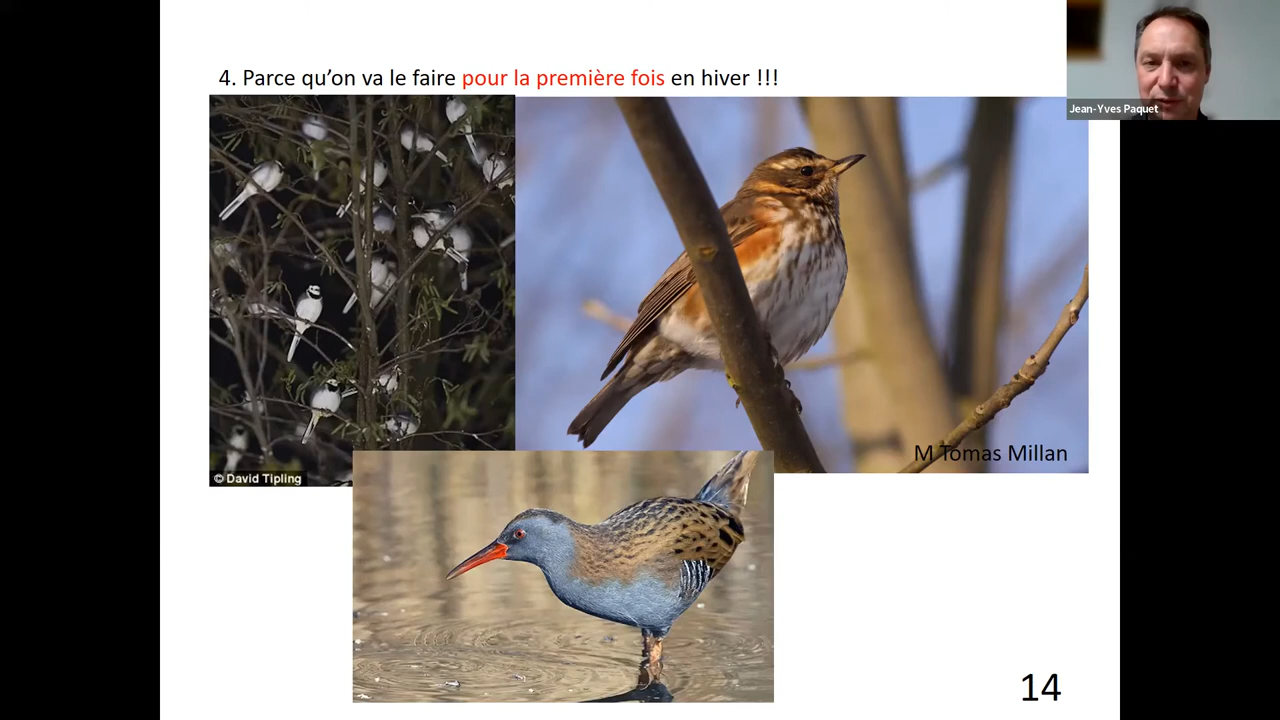 4. Parce qu’on va le faire pour la première fois en hiver !!!
Jean-Yves Paquet
M Tomas Millan
© David Tipling
14